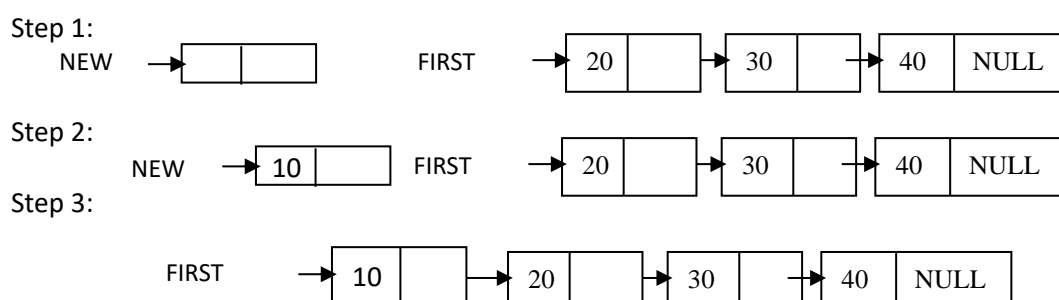 Step 1:
NEW FIRST 20 30 40 NULL
Step 2:
NEW 10 FIRST 20 30 40 NULL
Step 3:
FIRST 10 20 30 40 NULL